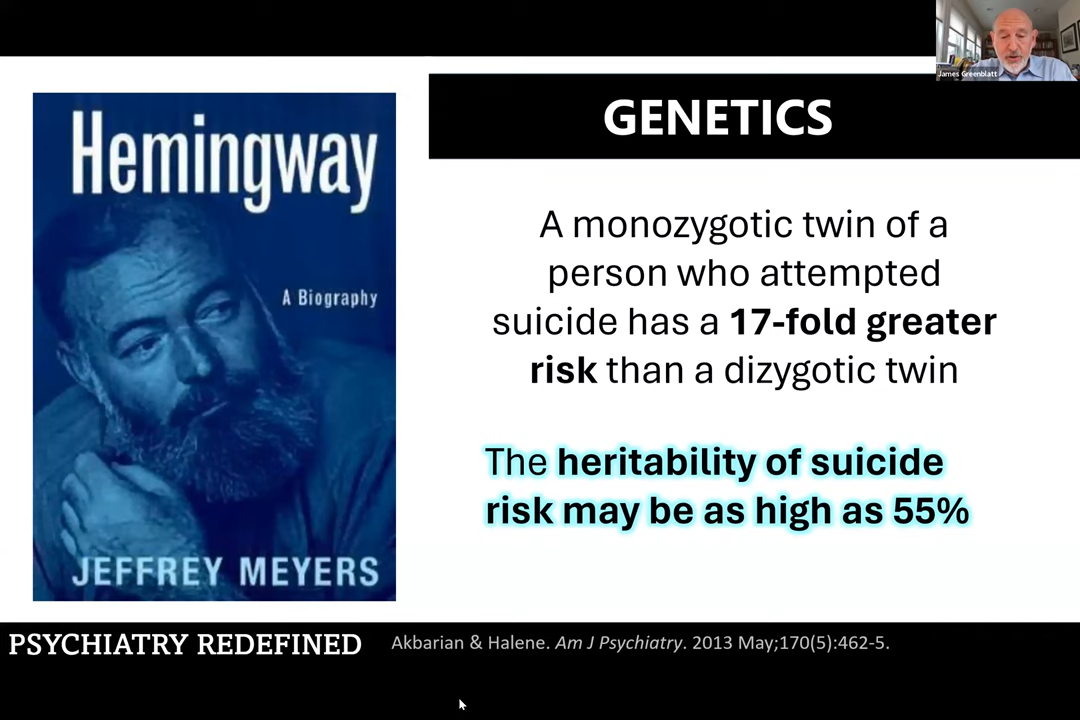 James Greenblatt
GENETICS
Hemingway
A Biography
JEFFREY MEYERS
A monozygotic twin of a
person who attempted
suicide has a 17-fold greater
risk than a dizygotic twin
The heritability of suicide
risk may be as high as 55%
PSYCHIATRY REDEFINED
Akbarian & Halene. Am J Psychiatry. 2013 May;170(5):462-5.